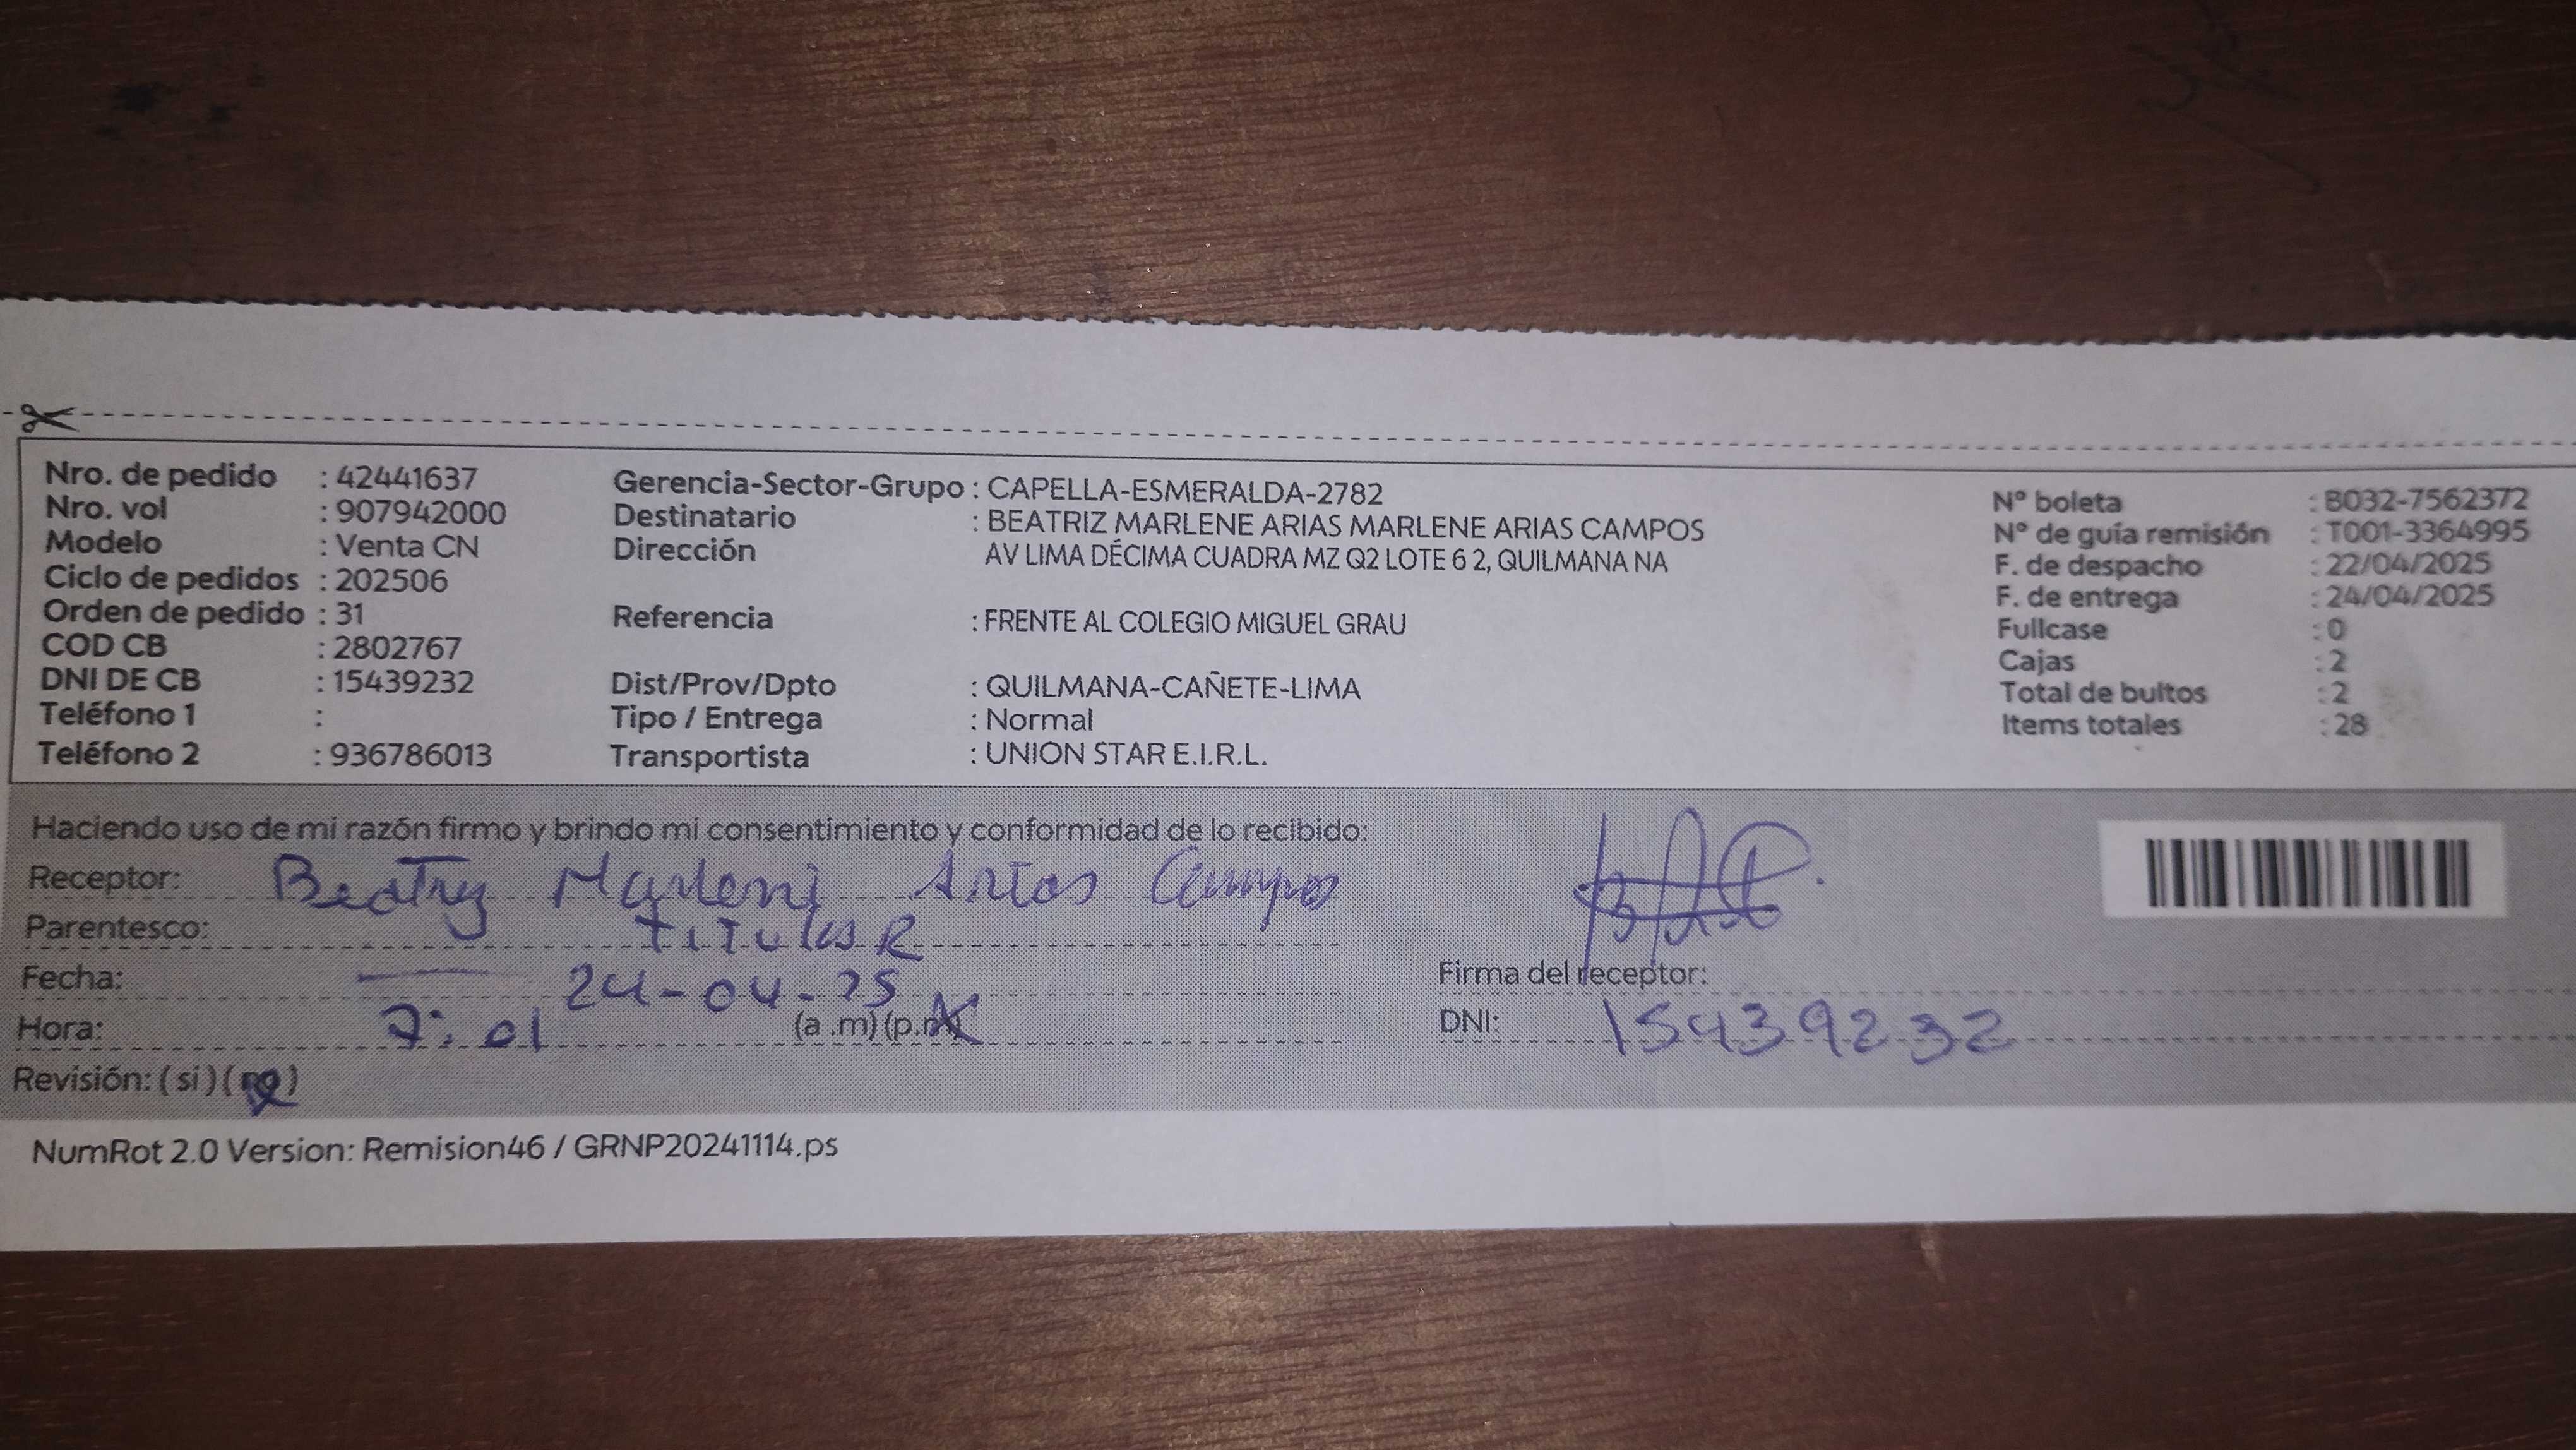 Nro. de pedido : 42441637
Nro. vol : 907942000
Modelo : Venta CN
Ciclo de pedidos : 202506
Orden de pedido : 31
COD CB : 2802767
DNI DE CB : 15439232
Teléfono 1 :
Teléfono 2 : 936786013
Gerencia-Sector-Grupo : CAPELLA-ESMERALDA-2782
Destinatario : BEATRIZ MARLENE ARIAS MARLENE ARIAS CAMPOS
Dirección AV LIMA DÉCIMA CUADRA MZ Q2 LOTE 6 2, QUILMANA NA
Referencia : FRENTE AL COLEGIO MIGUEL GRAU
Dist/Prov/Dpto : QUILMANA-CAÑETE-LIMA
Tipo / Entrega : Normal
Transportista : UNION STAR E.I.R.L.
N° boleta : B032-7562372
N° de guía remisión : T001-3364995
F. de despacho : 22/04/2025
F. de entrega : 24/04/2025
Fullcase : 0
Cajas : 2
Total de bultos : 2
Items totales : 28
Haciendo uso de mi razón firmo y brindo mi consentimiento y conformidad de lo recibido:
Receptor: Beatriz Marleni Arias Campos
Parentesco: TITULAR
Fecha: 24-04-25
Hora: 7:01 (a .m) (p.m)
Revisión: ( si ) ( no )
Firma del receptor:
DNI: 15439232
NumRot 2.0 Version: Remision46 / GRNP20241114.ps